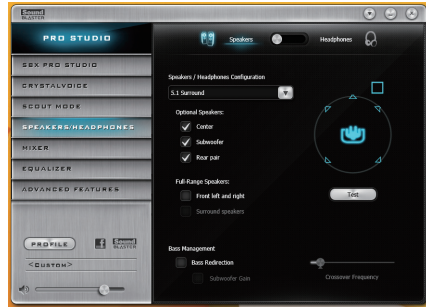 Sound
BLASTER
PRO STUDIO
Speakers
Headphones
SBX PRO STUDIO
CRYSTALVOICE
SCOUT MODE
SPEAKERS/HEADPHONES
MIXER
EQUALIZER
ADVANCED FEATURES
Speakers / Headphones Configuration
5.1 Surround
Optional Speakers:
Center
Subwoofer
Rear pair
Full-Range Speakers:
Front left and right
Surround speakers
Test
Bass Management
Bass Redirection
Subwoofer Gain
Crossover Frequency
PROFILE
f
Sound
BLASTER
<CUSTOM>